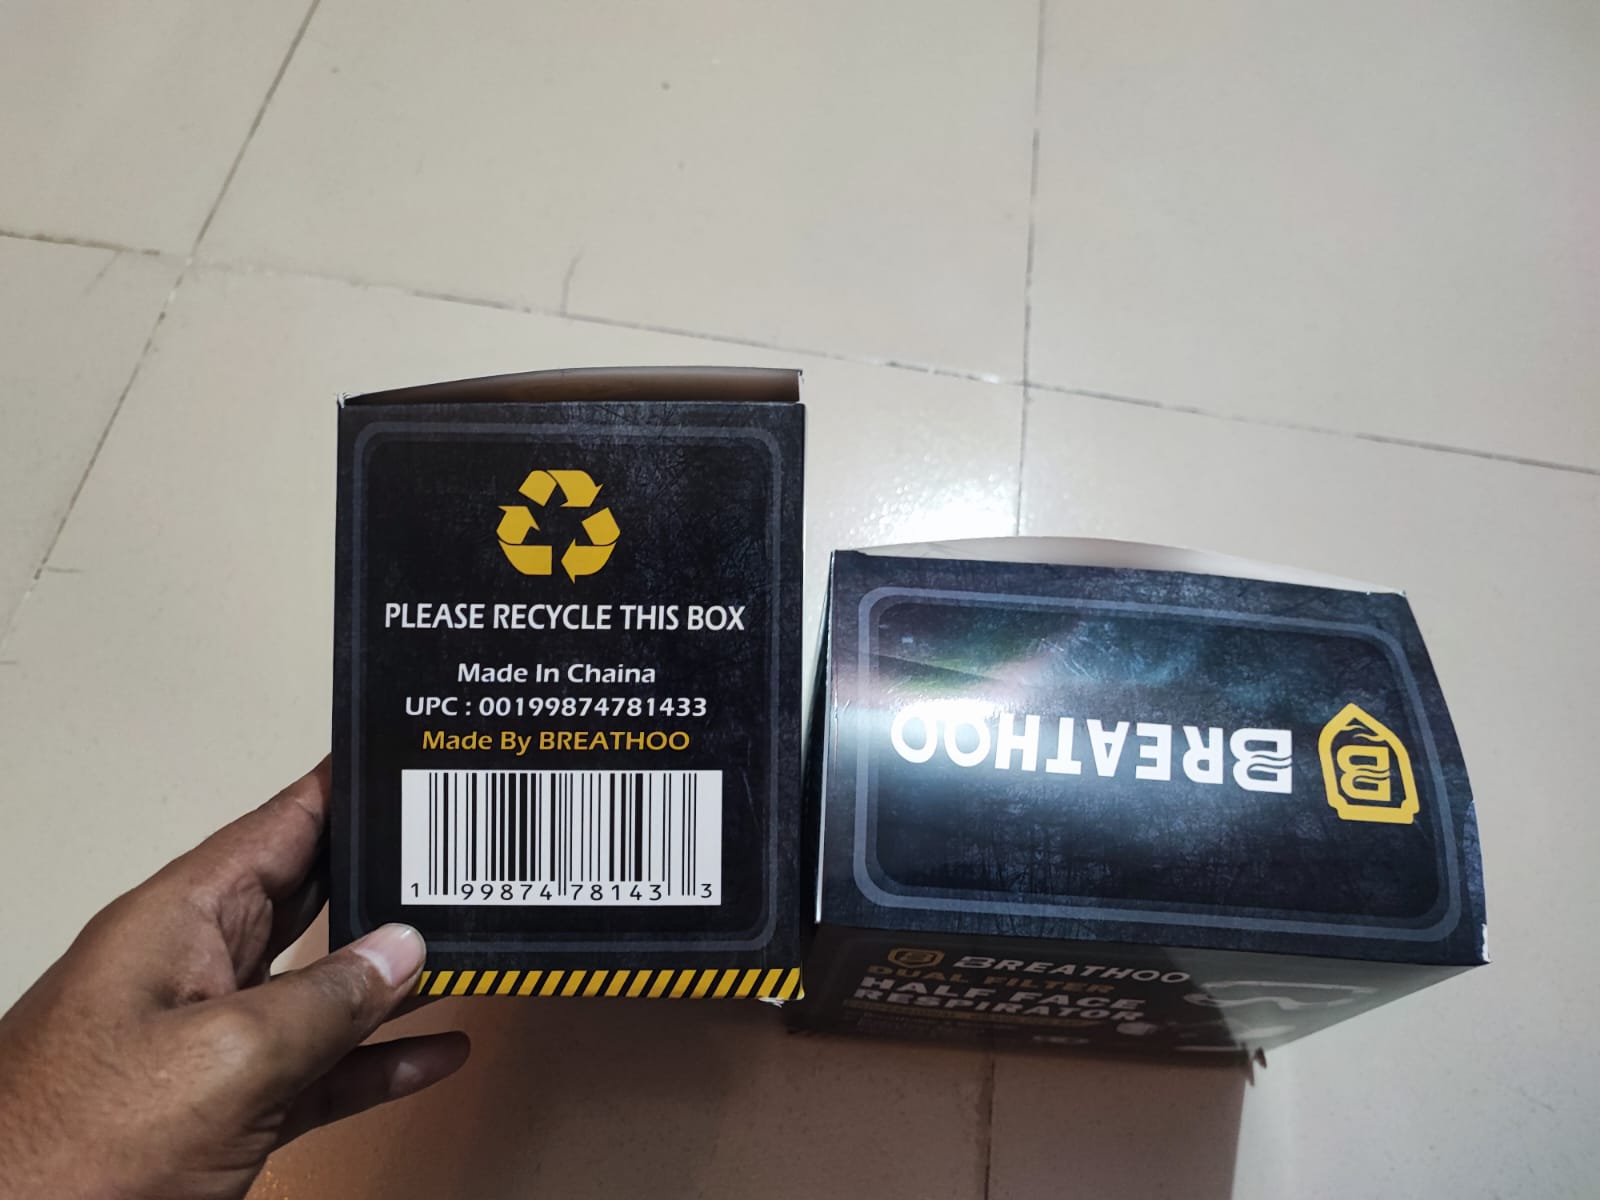 PLEASE RECYCLE THIS BOX
Made In Chaina
UPC : 00199874781433
Made By BREATHOO
1 99874 78143 3
BREATHOO
B
B BREATHOO
DUAL FILTER
HALF FACE
RESPIRATOR